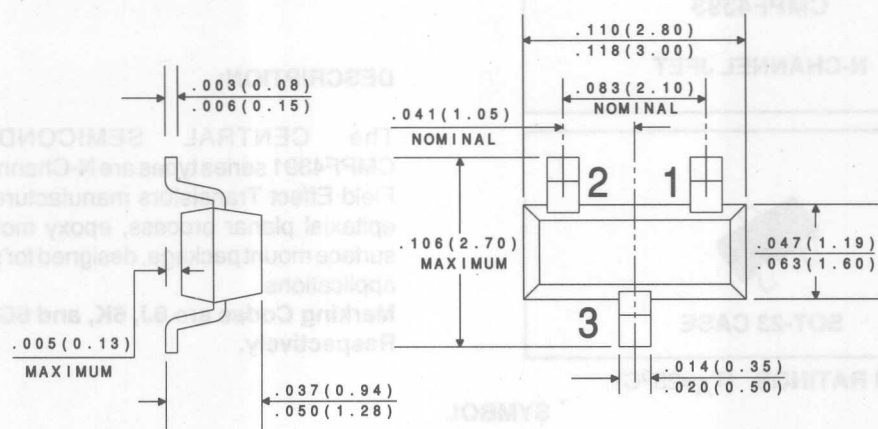 .110(2.80)
.118(3.00)
.003(0.08)
.006(0.15)
.083(2.10)
NOMINAL
.041(1.05)
NOMINAL
2
1
.106(2.70)
MAXIMUM
.047(1.19)
.063(1.60)
3
.005(0.13)
MAXIMUM
.014(0.35)
.020(0.50)
.037(0.94)
.050(1.28)
CMPF4393
N-CHANNEL JFET
DESCRIPTION:
The CENTRAL SEMICOND
CMPF4391 series types are N-Chann
Field Effect Transistors manufacture
epitaxial planar process, epoxy mol
surface mount package, designed for
applications.
Marking Codes are 6J, 6K, and 6G
Respectively.
SOT-23 CASE
SYMBOL